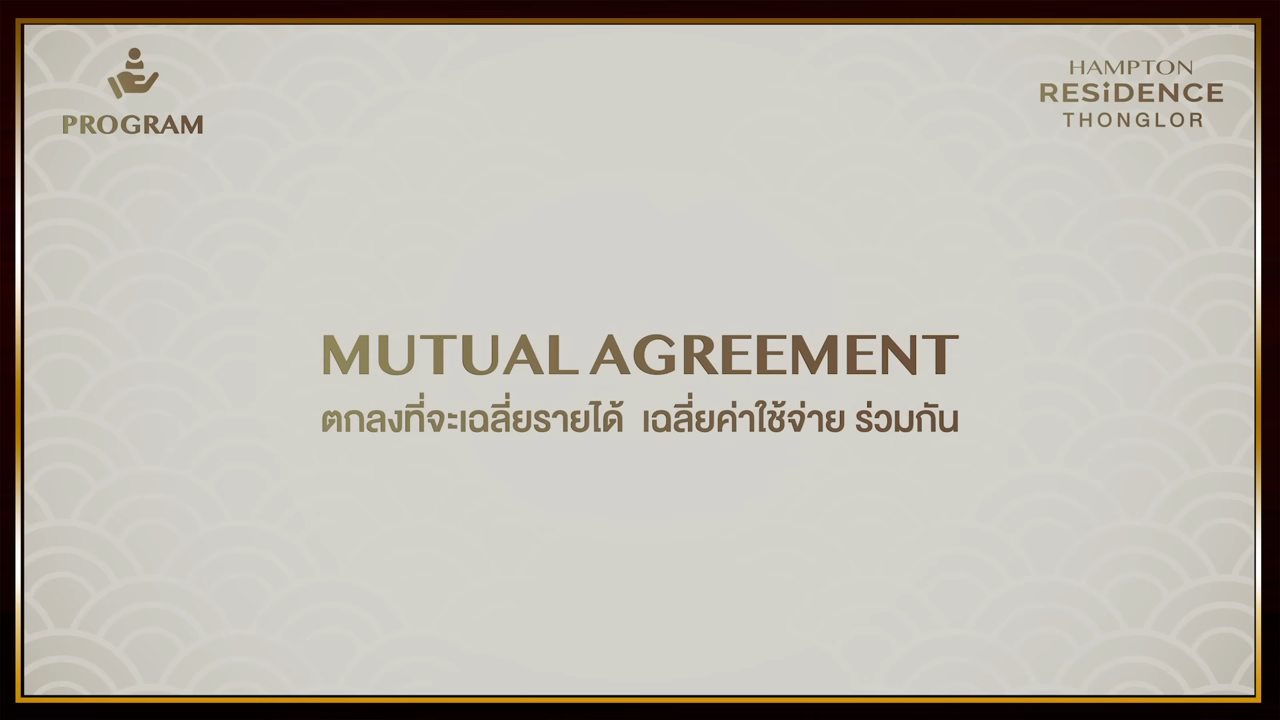 PROGRAM
HAMPTON
RESiDENCE
THONGLOR
MUTUAL AGREEMENT
ตกลงที่จะเฉลี่ยรายได้ เฉลี่ยค่าใช้จ่าย ร่วมกัน